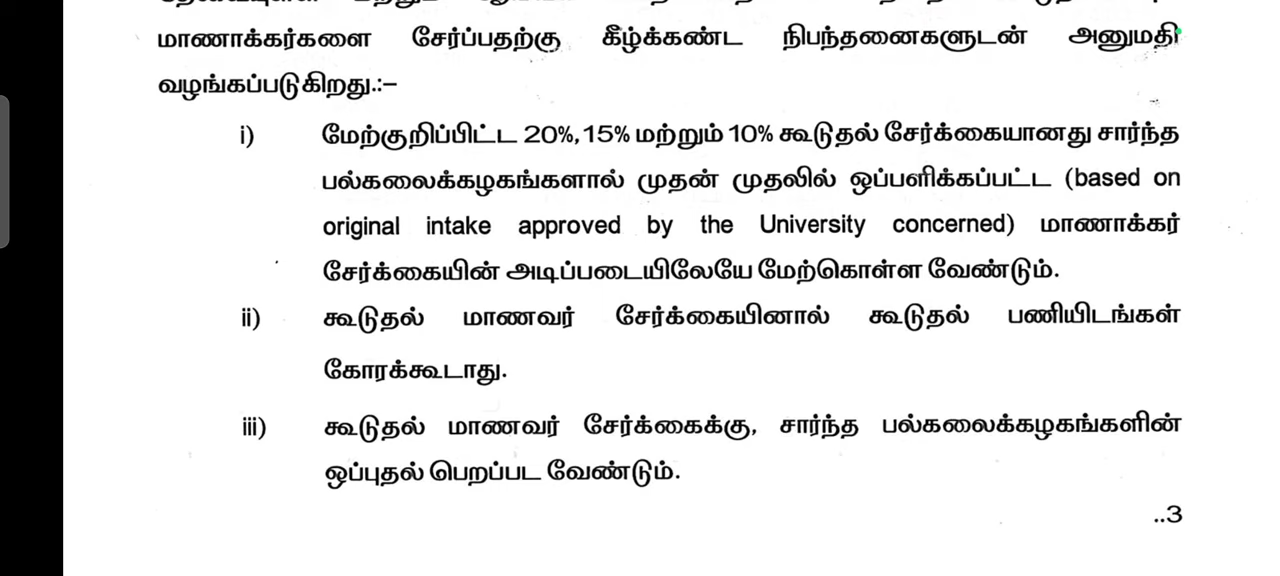 மாணாக்கர்களை சேர்ப்பதற்கு கீழ்க்கண்ட நிபந்தனைகளுடன் அனுமதி
வழங்கப்படுகிறது.:–
i) மேற்குறிப்பிட்ட 20%, 15% மற்றும் 10% கூடுதல் சேர்க்கையானது சார்ந்த
பல்கலைக்கழகங்களால் முதன் முதலில் ஒப்பளிக்கப்பட்ட (based on
original intake approved by the University concerned) மாணாக்கர்
சேர்க்கையின் அடிப்படையிலேயே மேற்கொள்ள வேண்டும்.
ii) கூடுதல் மாணவர் சேர்க்கையினால் கூடுதல் பணியிடங்கள்
கோரக்கூடாது.
iii) கூடுதல் மாணவர் சேர்க்கைக்கு, சார்ந்த பல்கலைக்கழகங்களின்
ஒப்புதல் பெறப்பட வேண்டும்.
..3